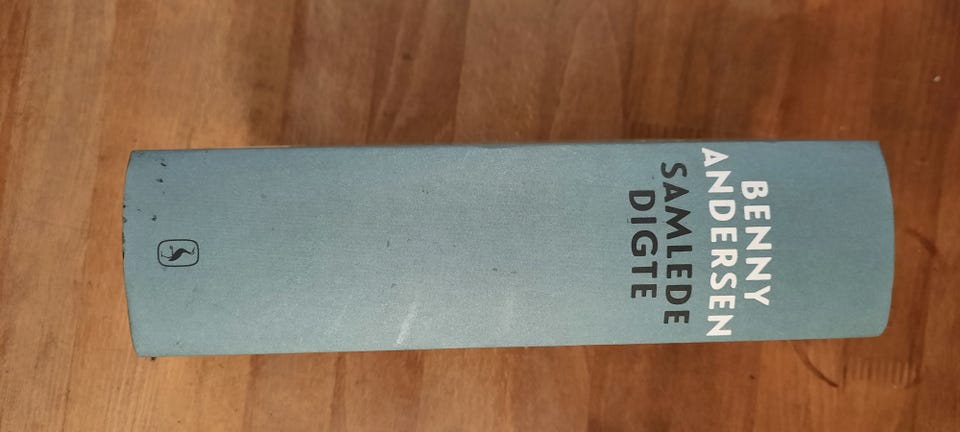 BENNY
ANDERSEN
SAMLEDE
DIGTE